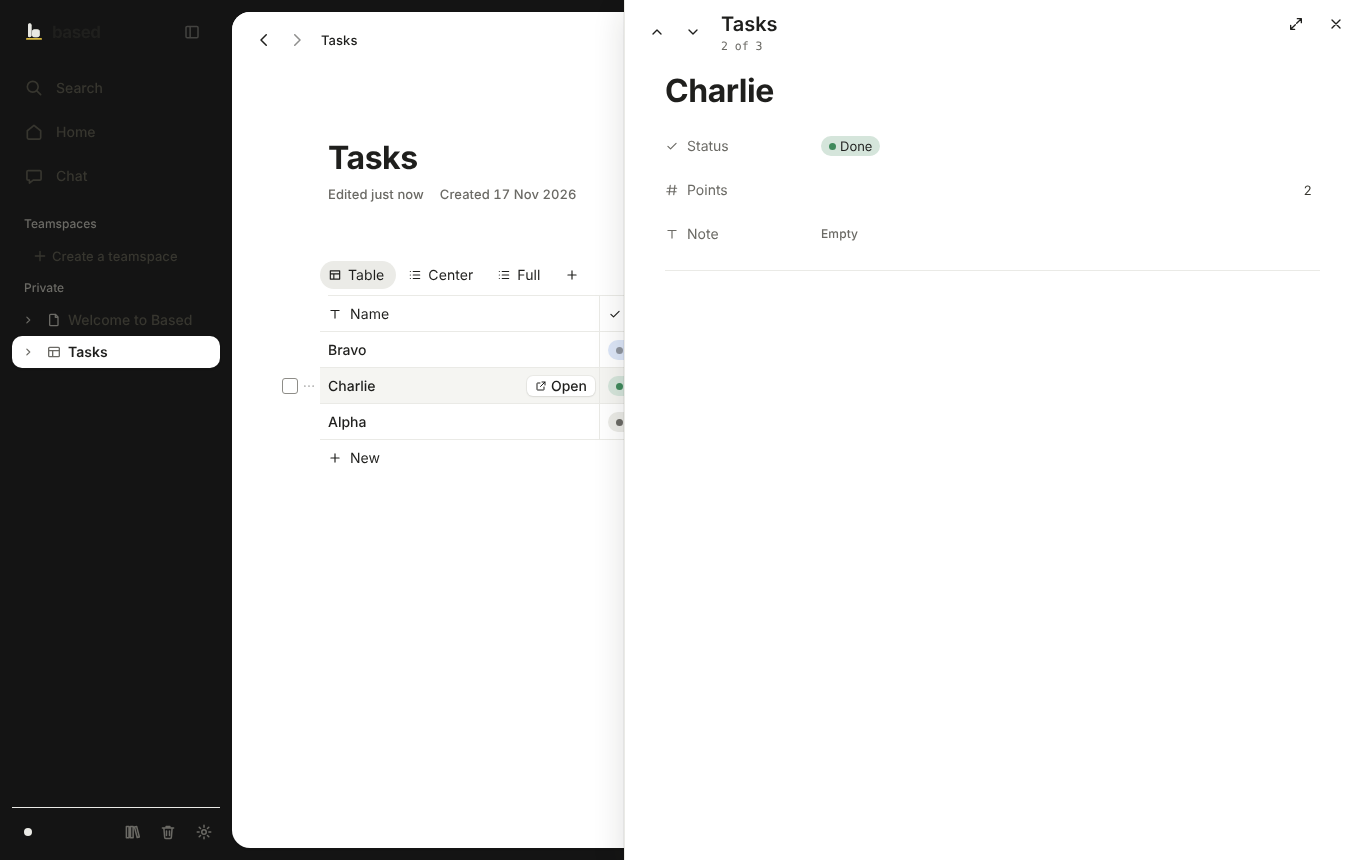 based
Search
Home
Chat
Teamspaces
Create a teamspace
Private
Welcome to Based
Tasks
Tasks
Tasks
Edited just now Created 17 Nov 2026
Table Center Full
Name
Bravo
Charlie Open
Alpha
New
Tasks
2 of 3
Charlie
Status Done
Points 2
Note Empty